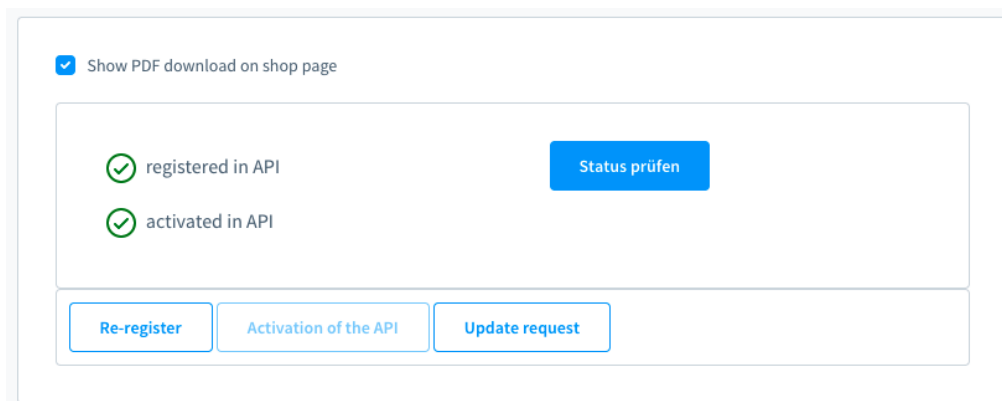 Show PDF download on shop page
registered in API
Status prüfen
activated in API
Re-register
Activation of the API
Update request